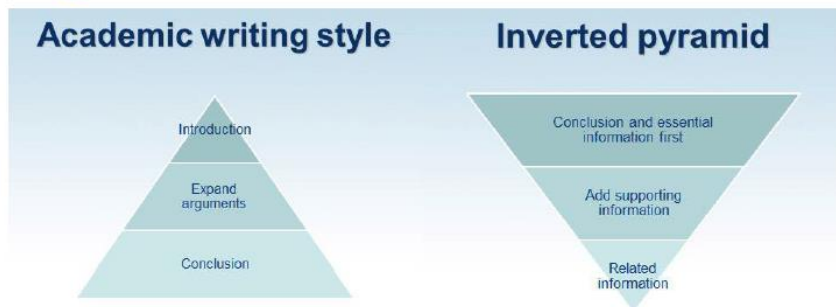 Academic writing style
Introduction
Expand
arguments
Conclusion
Inverted pyramid
Conclusion and essential
information first
Add supporting
information
Related
information